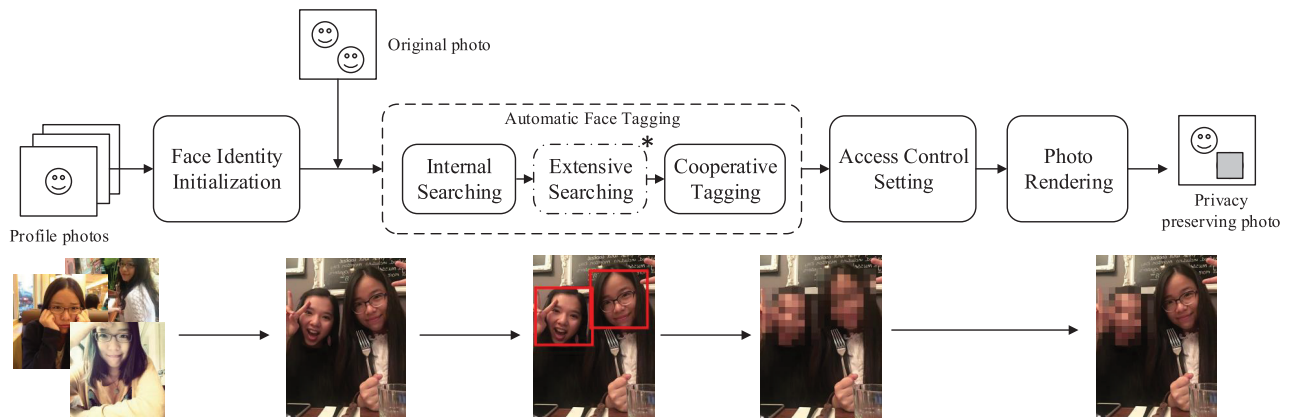 Original photo
Automatic Face Tagging
*
Face Identity
Initialization
Internal
Searching
Extensive
Searching
Cooperative
Tagging
Access Control
Setting
Photo
Rendering
Profile photos
Privacy
preserving photo